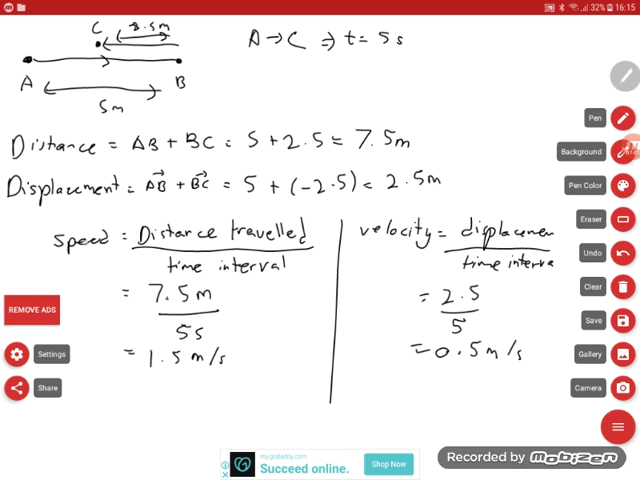 32% 16:15
C 2.5m
A → C ⇒ t = 5 s
A B
5m
Distance = AB + BC = 5 + 2.5 = 7.5m
Displacement = AB + BC = 5 + (-2.5) = 2.5m
Speed = Distance travelled
time interval
= 7.5m
5s
= 1.5 m/s
velocity = displacemen
time interva
= 2.5
5
= 0.5 m/s
Pen
Background
Pen Color
Eraser
Undo
Clear
Save
Gallery
Camera
REMOVE ADS
Settings
Share
my.godaddy.com
Succeed online.
Shop Now
Recorded by mobizen